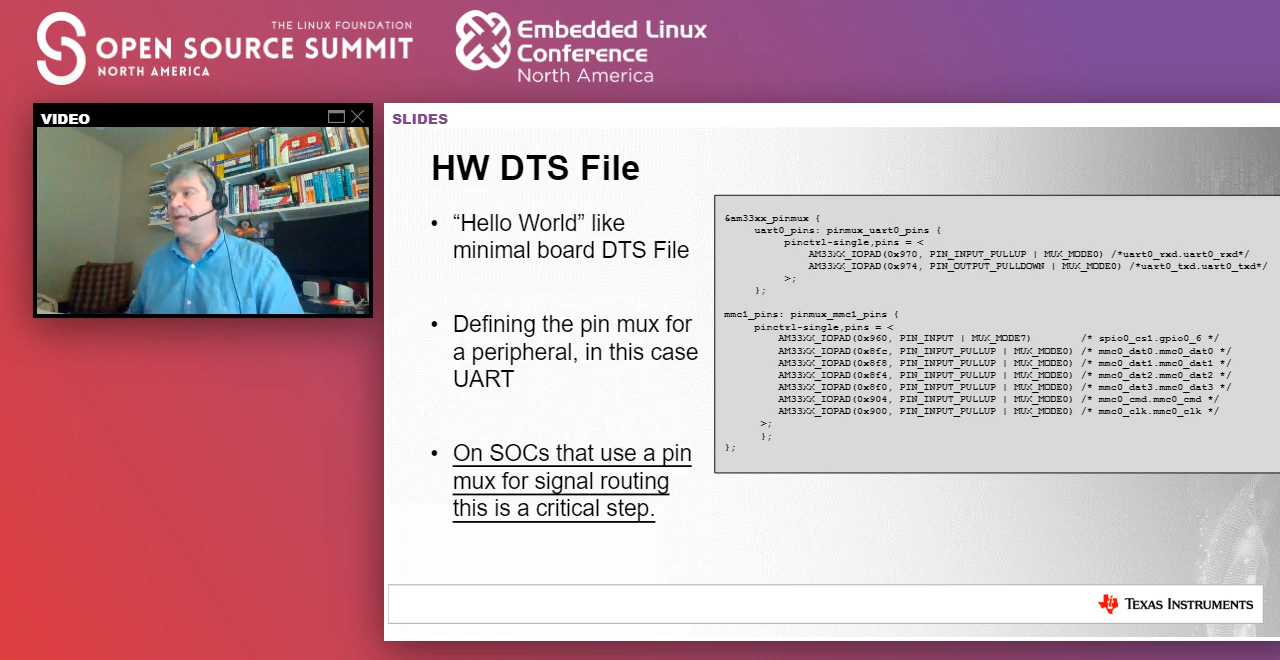 THE LINUX FOUNDATION
OPEN SOURCE SUMMIT
NORTH AMERICA
Embedded Linux
Conference
North America
VIDEO
SLIDES
HW DTS File
• “Hello World” like
minimal board DTS File
• Defining the pin mux for
a peripheral, in this case
UART
• On SOCs that use a pin
mux for signal routing
this is a critical step.
&am33xx_pinmux {
uart0_pins: pinmux_uart0_pins {
pinctrl-single,pins = <
AM33XX_IOPAD(0x970, PIN_INPUT_PULLUP | MUX_MODE0) /*uart0_rxd.uart0_rxd*/
AM33XX_IOPAD(0x974, PIN_OUTPUT_PULLDOWN | MUX_MODE0) /*uart0_txd.uart0_txd*/
>;
};
mmc1_pins: pinmux_mmc1_pins {
pinctrl-single,pins = <
AM33XX_IOPAD(0x960, PIN_INPUT | MUX_MODE7) /* spio0_cs1.gpio0_6 */
AM33XX_IOPAD(0x8fc, PIN_INPUT_PULLUP | MUX_MODE0) /* mmc0_dat0.mmc0_dat0 */
AM33XX_IOPAD(0x8f8, PIN_INPUT_PULLUP | MUX_MODE0) /* mmc0_dat1.mmc0_dat1 */
AM33XX_IOPAD(0x8f4, PIN_INPUT_PULLUP | MUX_MODE0) /* mmc0_dat2.mmc0_dat2 */
AM33XX_IOPAD(0x8f0, PIN_INPUT_PULLUP | MUX_MODE0) /* mmc0_dat3.mmc0_dat3 */
AM33XX_IOPAD(0x904, PIN_INPUT_PULLUP | MUX_MODE0) /* mmc0_cmd.mmc0_cmd */
AM33XX_IOPAD(0x900, PIN_INPUT_PULLUP | MUX_MODE0) /* mmc0_clk.mmc0_clk */
>;
};
};
TEXAS INSTRUMENTS